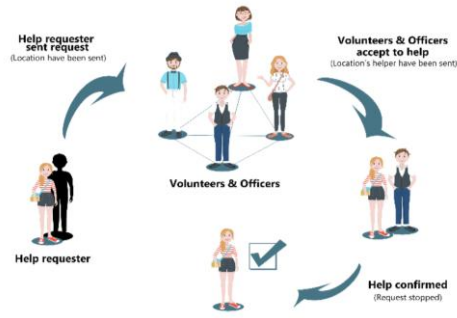 Help requester
sent request
(Location have been sent)
Volunteers & Officers
accept to help
(Location's helper have been sent)
Volunteers & Officers
Help requester
Help confirmed
(Request stopped)